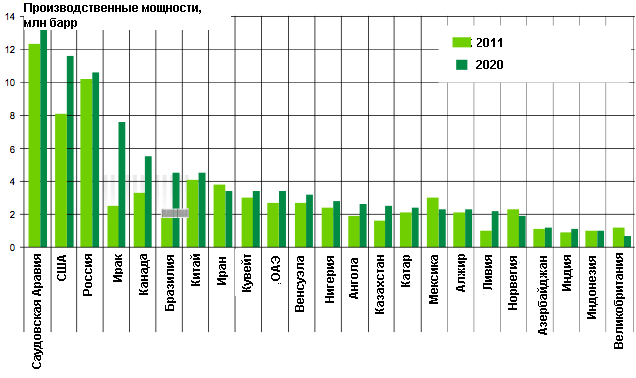 Производственные мощности,
млн барр
14
12
10
8
6
4
2
0
2011
2020
Саудовская Аравия
США
Россия
Ирак
Канада
Бразилия
Китай
Иран
Кувейт
ОАЭ
Венсуэла
Нигерия
Ангола
Казахстан
Катар
Мексика
Алжир
Ливия
Норвегия
Азербайджан
Индия
Индонезия
Великобритания